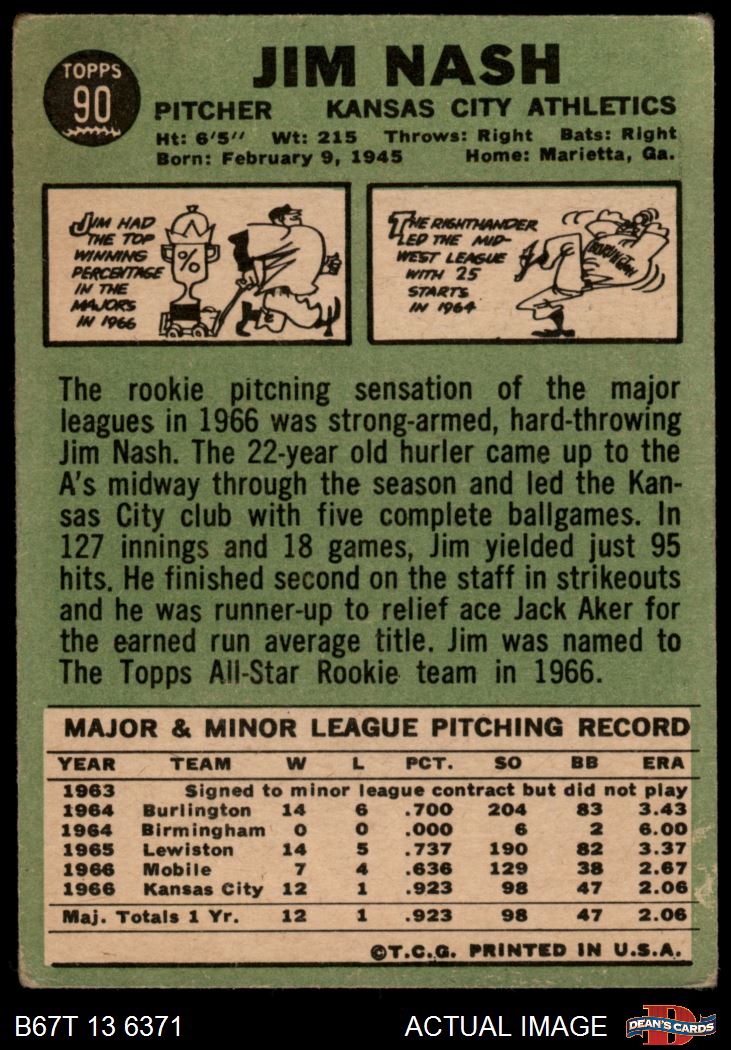 TOPPS
90
JIM NASH
PITCHER KANSAS CITY ATHLETICS
Ht: 6'5" Wt: 215 Throws: Right Bats: Right
Born: February 9, 1945 Home: Marietta, Ga.
JIM HAD
THE TOP
WINNING
PERCENTAGE
IN THE
MAJORS
IN 1966
%
THE RIGHTHANDER
LED THE MID-
WEST LEAGUE
WITH 25
STARTS
IN 1964
BURLINGTON
The rookie pitching sensation of the major
leagues in 1966 was strong-armed, hard-throwing
Jim Nash. The 22-year old hurler came up to the
A's midway through the season and led the Kan-
sas City club with five complete ballgames. In
127 innings and 18 games, Jim yielded just 95
hits. He finished second on the staff in strikeouts
and he was runner-up to relief ace Jack Aker for
the earned run average title. Jim was named to
The Topps All-Star Rookie team in 1966.
MAJOR & MINOR LEAGUE PITCHING RECORD
YEAR TEAM W L PCT. SO BB ERA
1963 Signed to minor league contract but did not play
1964 Burlington 14 6 .700 204 83 3.43
1964 Birmingham 0 0 .000 6 2 6.00
1965 Lewiston 14 5 .737 190 82 3.37
1966 Mobile 7 4 .636 129 38 2.67
1966 Kansas City 12 1 .923 98 47 2.06
Maj. Totals 1 Yr. 12 1 .923 98 47 2.06
©T.C.G. PRINTED IN U.S.A.
B67T 13 6371 ACTUAL IMAGE
D
DEAN'S CARDS